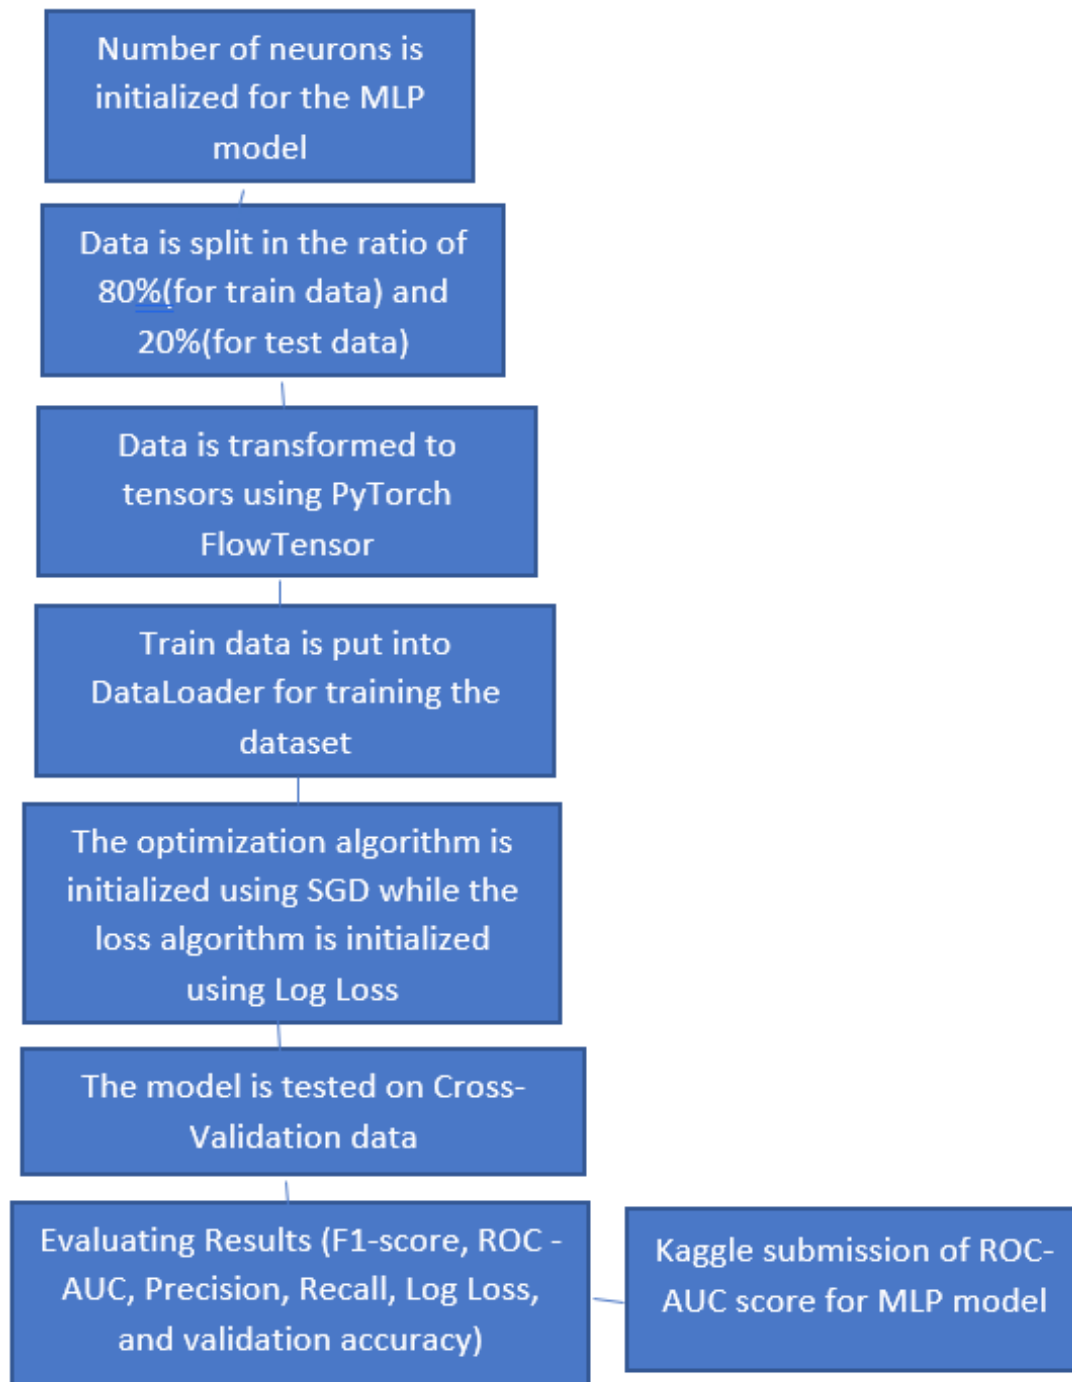 Number of neurons is
initialized for the MLP
model
Data is split in the ratio of
80%(for train data) and
20%(for test data)
Data is transformed to
tensors using PyTorch
FlowTensor
Train data is put into
DataLoader for training the
dataset
The optimization algorithm is
initialized using SGD while the
loss algorithm is initialized
using Log Loss
The model is tested on Cross-
Validation data
Evaluating Results (F1-score, ROC -
AUC, Precision, Recall, Log Loss,
and validation accuracy)
Kaggle submission of ROC-
AUC score for MLP model